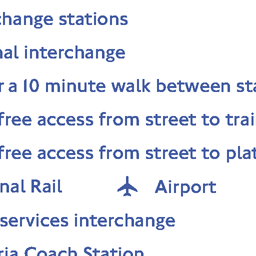 change stations
nal interchange
r a 10 minute walk between sta
free access from street to trai
free access from street to plat
nal Rail Airport
services interchange
ria Coach Station